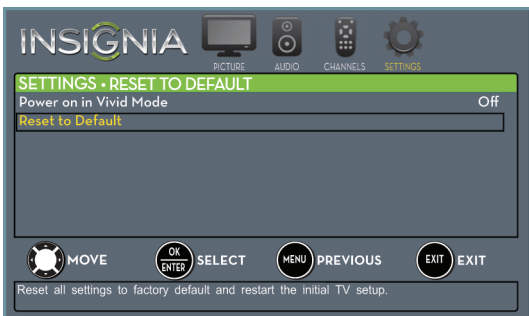 INSIGNIA
PICTURE AUDIO CHANNELS SETTINGS
SETTINGS • RESET TO DEFAULT
Power on in Vivid Mode Off
Reset to Default
MOVE OK ENTER SELECT MENU PREVIOUS EXIT EXIT
Reset all settings to factory default and restart the initial TV setup.